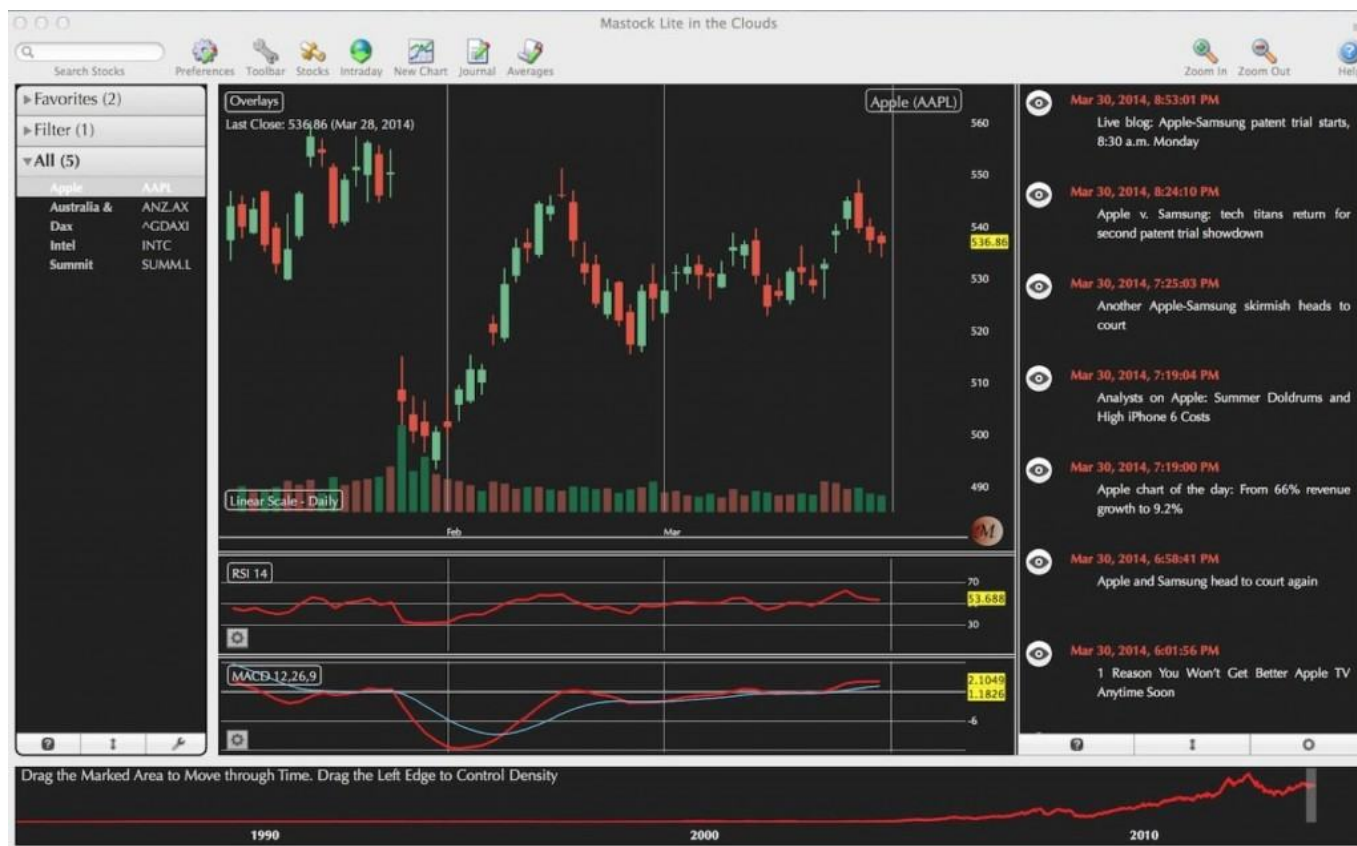 Mastock Lite in the Clouds
Search Stocks
Preferences
Toolbar
Stocks
Intraday
New Chart
Journal
Averages
Zoom In
Zoom Out
Help
Favorites (2)
Filter (1)
All (5)
Apple AAPL
Australia & ANZ.AX
Dax ^GDAXI
Intel INTC
Summit SUMM.L
Overlays
Apple (AAPL)
Last Close: 536.86 (Mar 28, 2014)
560
550
540
536.86
530
520
510
500
490
Linear Scale - Daily
Feb
Mar
M
RSI 14
70
53.688
30
MACD 12,26,9
2.1049
1.1826
-6
Mar 30, 2014, 8:53:01 PM
Live blog: Apple-Samsung patent trial starts,
8:30 a.m. Monday
Mar 30, 2014, 8:24:10 PM
Apple v. Samsung: tech titans return for
second patent trial showdown
Mar 30, 2014, 7:25:03 PM
Another Apple-Samsung skirmish heads to
court
Mar 30, 2014, 7:19:04 PM
Analysts on Apple: Summer Doldrums and
High iPhone 6 Costs
Mar 30, 2014, 7:19:00 PM
Apple chart of the day: From 66% revenue
growth to 9.2%
Mar 30, 2014, 6:58:41 PM
Apple and Samsung head to court again
Mar 30, 2014, 6:01:56 PM
1 Reason You Won't Get Better Apple TV
Anytime Soon
Drag the Marked Area to Move through Time. Drag the Left Edge to Control Density
1990
2000
2010